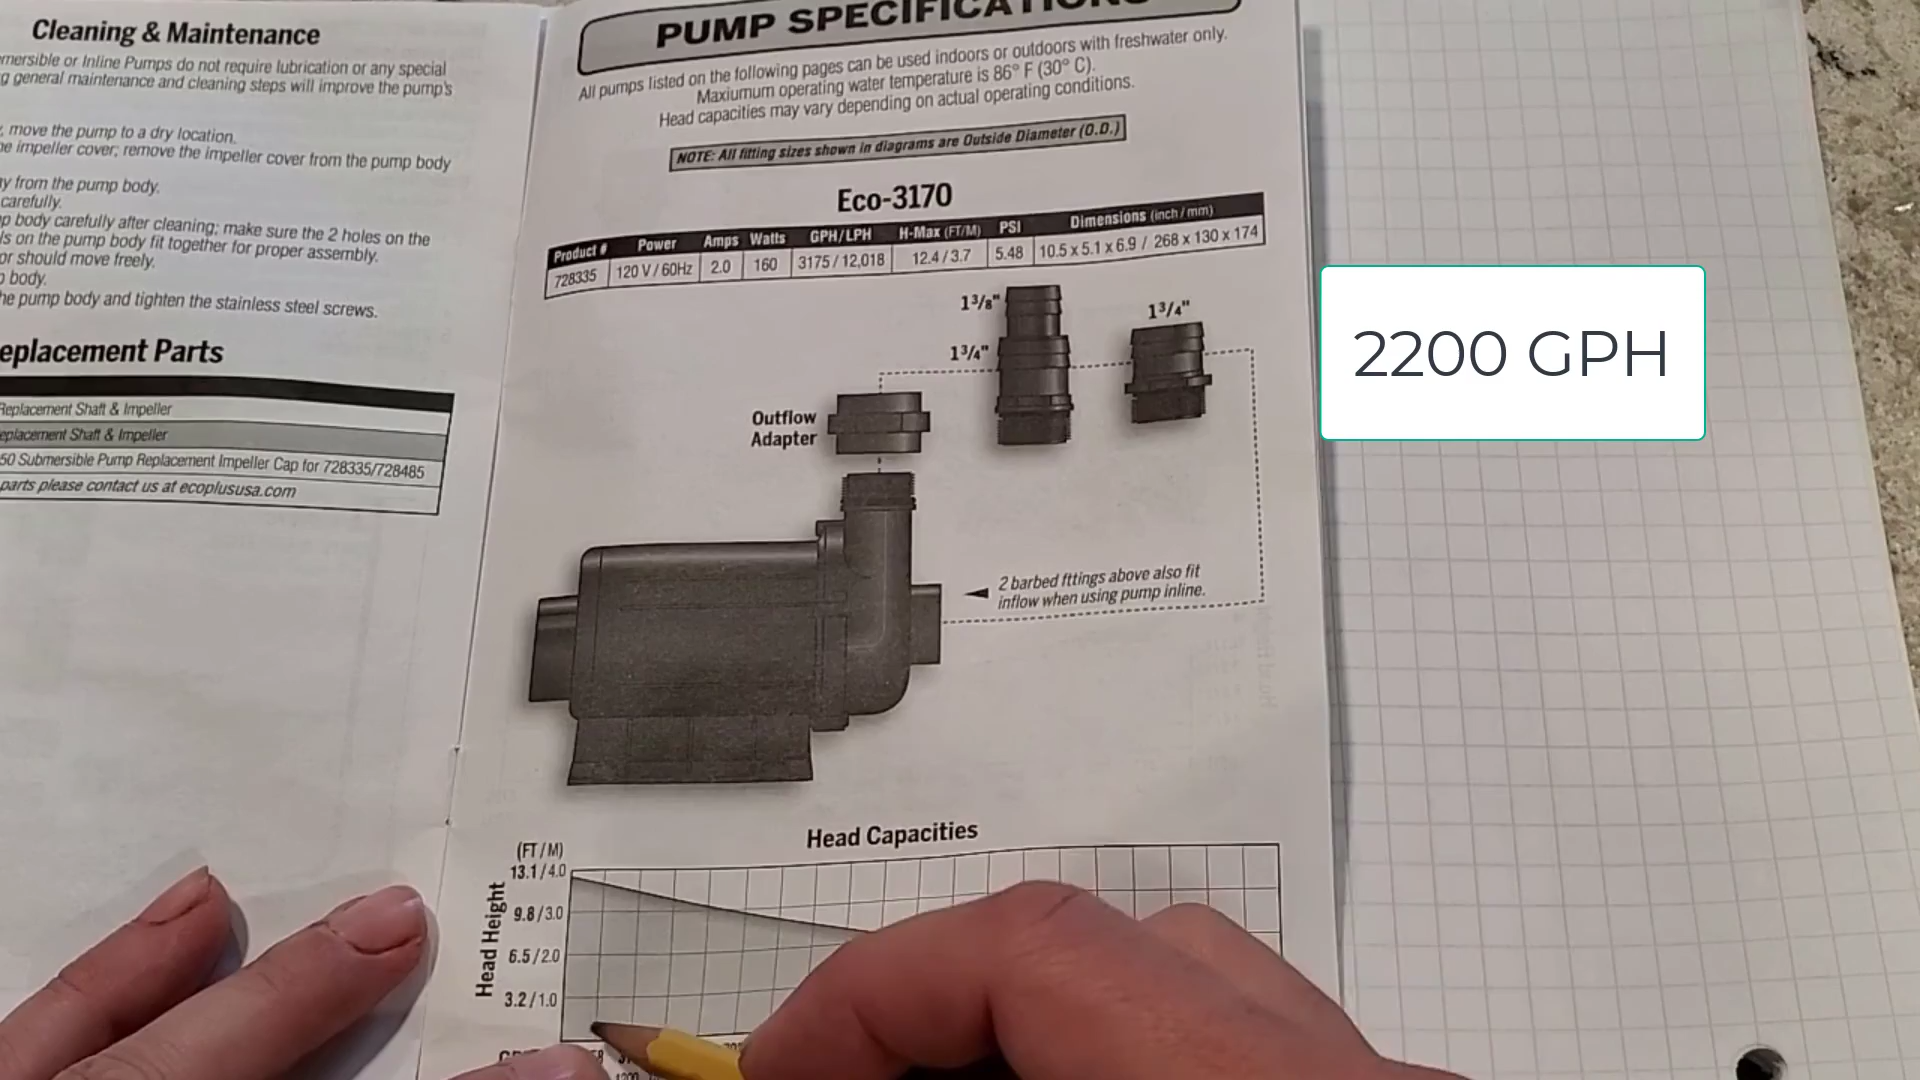 Cleaning & Maintenance
mersible or Inline Pumps do not require lubrication or any special
g general maintenance and cleaning steps will improve the pump's
, move the pump to a dry location.
he impeller cover; remove the impeller cover from the pump body
y from the pump body.
carefully.
p body carefully after cleaning; make sure the 2 holes on the
ls on the pump body fit together for proper assembly.
or should move freely.
body.
he pump body and tighten the stainless steel screws.
eplacement Parts
Replacement Shaft & Impeller
eplacement Shaft & Impeller
50 Submersible Pump Replacement Impeller Cap for 728335/728485
parts please contact us at ecoplususa.com
PUMP SPECIFICATIONS
All pumps listed on the following pages can be used indoors or outdoors with freshwater only.
Maxiumum operating water temperature is 86° F (30° C).
Head capacities may vary depending on actual operating conditions.
NOTE: All fitting sizes shown in diagrams are Outside Diameter (O.D.)
Eco-3170
Product # Power Amps Watts GPH/LPH H-Max (FT/M) PSI Dimensions (inch/mm)
728335 120 V / 60Hz 2.0 160 3175 / 12,018 12.4 / 3.7 5.48 10.5 x 5.1 x 6.9 / 268 x 130 x 174
1³/₈"
1³/₄"
1³/₄"
Outflow
Adapter
2 barbed fttings above also fit
inflow when using pump inline.
2200 GPH
Head Capacities
(FT/M)
13.1/4.0
9.8/3.0
6.5/2.0
3.2/1.0
Head Height
1200